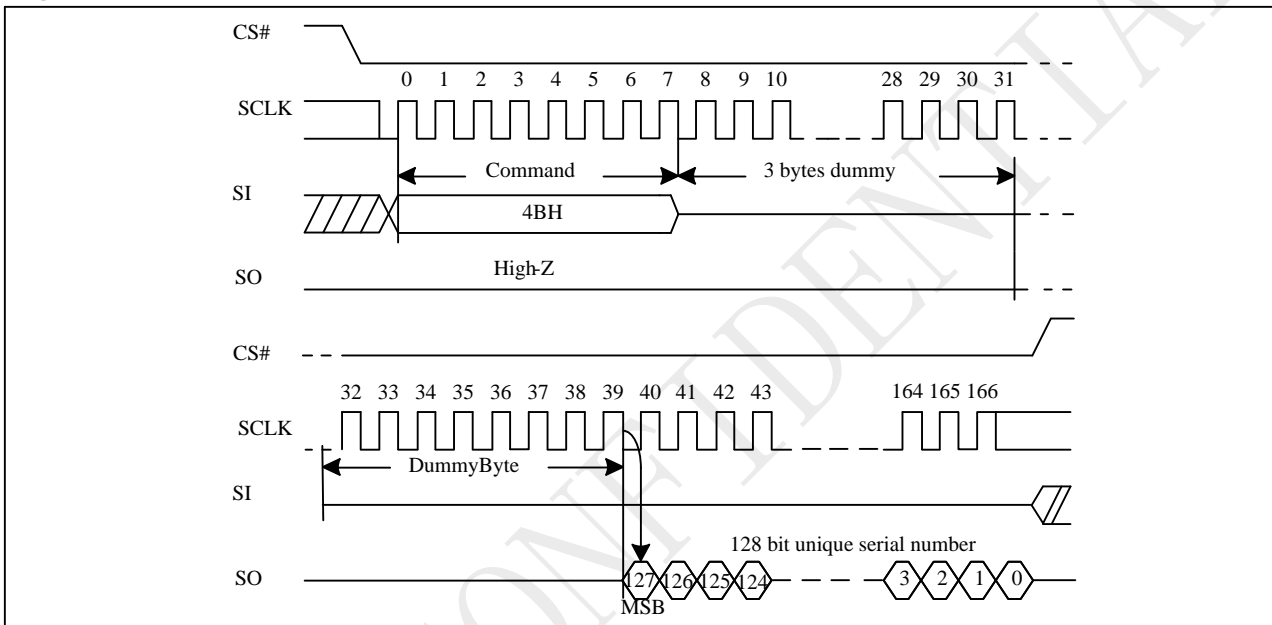 CS#
0 1 2 3 4 5 6 7 8 9 10 28 29 30 31
SCLK
Command 3 bytes dummy
SI
4BH
High-Z
SO
CS#
32 33 34 35 36 37 38 39 40 41 42 43 164 165 166
SCLK
DummyByte
SI
128 bit unique serial number
SO 127 126 125 124 3 2 1 0
MSB
CONFIDENTIAL